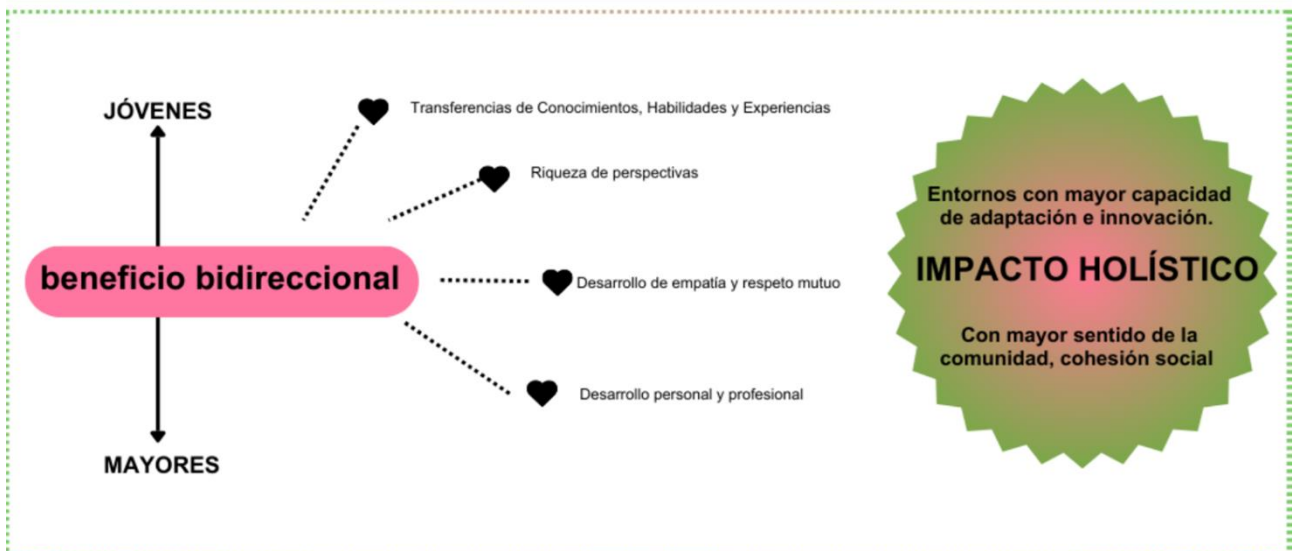 JÓVENES
beneficio bidireccional
MAYORES
Transferencias de Conocimientos, Habilidades y Experiencias
Riqueza de perspectivas
Desarrollo de empatía y respeto mutuo
Desarrollo personal y profesional
Entornos con mayor capacidad
de adaptación e innovación.
IMPACTO HOLÍSTICO
Con mayor sentido de la
comunidad, cohesión social